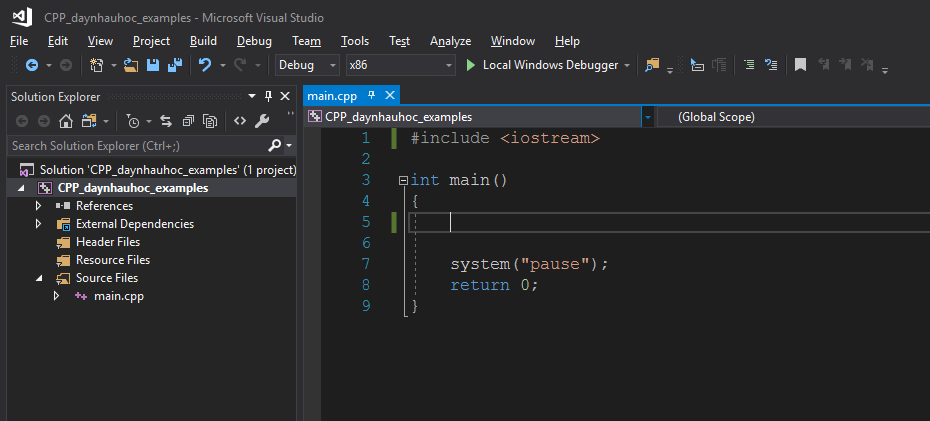 CPP_daynhauhoc_examples - Microsoft Visual Studio
File Edit View Project Build Debug Team Tools Test Analyze Window Help
Debug x86 Local Windows Debugger
Solution Explorer
Search Solution Explorer (Ctrl+;)
Solution 'CPP_daynhauhoc_examples' (1 project)
CPP_daynhauhoc_examples
References
External Dependencies
Header Files
Resource Files
Source Files
main.cpp
main.cpp
CPP_daynhauhoc_examples (Global Scope)
1 #include <iostream>
2
3 int main()
4 {
5
6
7 system("pause");
8 return 0;
9 }